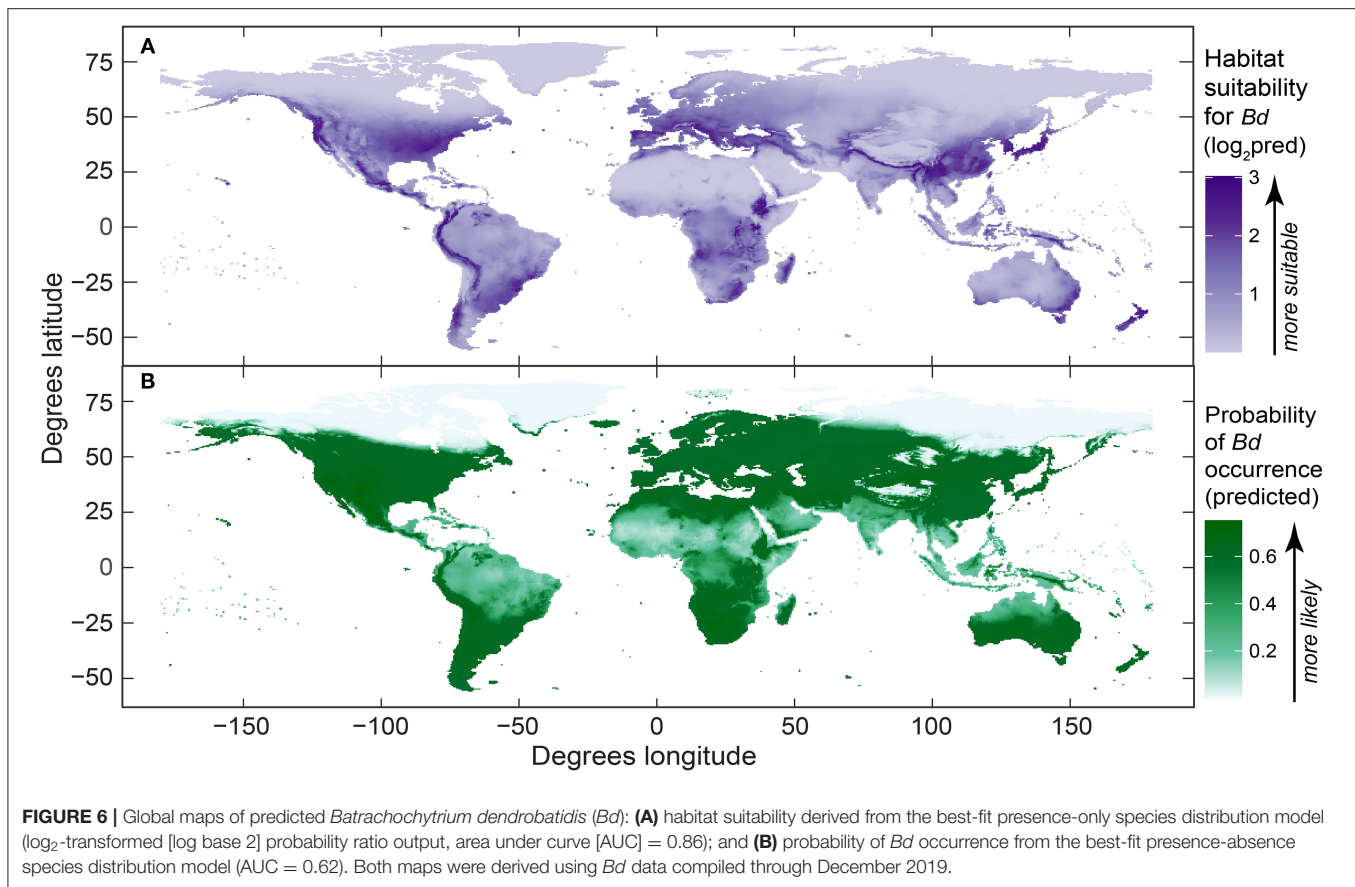 A
75
50
25
0
−25
−50
Habitat
suitability
for Bd
(log₂pred)
3
2
1
more suitable
B
75
50
25
0
−25
−50
Degrees latitude
Probability
of Bd
occurrence
(predicted)
0.6
0.4
0.2
more likely
−150 −100 −50 0 50 100 150
Degrees longitude
FIGURE 6 | Global maps of predicted Batrachochytrium dendrobatidis (Bd): (A) habitat suitability derived from the best-fit presence-only species distribution model
(log₂-transformed [log base 2] probability ratio output, area under curve [AUC] = 0.86); and (B) probability of Bd occurrence from the best-fit presence-absence
species distribution model (AUC = 0.62). Both maps were derived using Bd data compiled through December 2019.